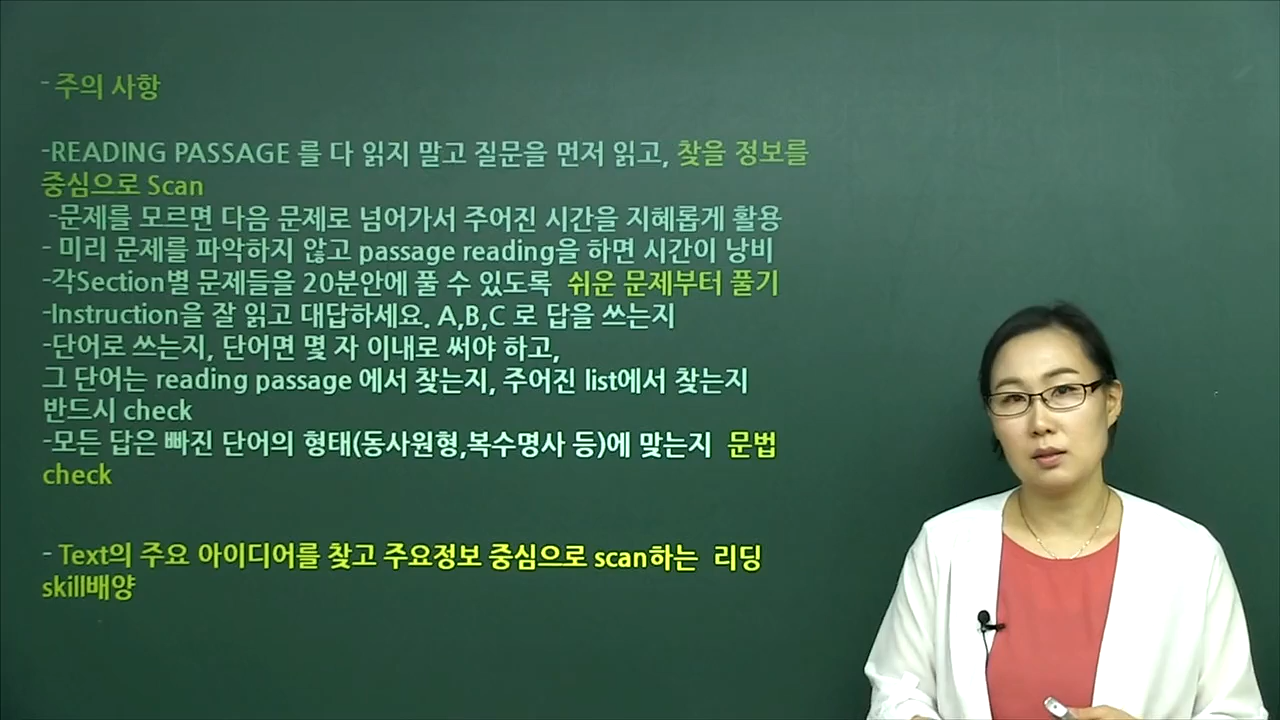 - 주의 사항
-READING PASSAGE 를 다 읽지 말고 질문을 먼저 읽고, 찾을 정보를
중심으로 Scan
-문제를 모르면 다음 문제로 넘어가서 주어진 시간을 지혜롭게 활용
- 미리 문제를 파악하지 않고 passage reading을 하면 시간이 낭비
-각Section별 문제들을 20분안에 풀 수 있도록 쉬운 문제부터 풀기
-Instruction을 잘 읽고 대답하세요. A,B,C 로 답을 쓰는지
-단어로 쓰는지, 단어면 몇 자 이내로 써야 하고,
그 단어는 reading passage 에서 찾는지, 주어진 list에서 찾는지
반드시 check
-모든 답은 빠진 단어의 형태(동사원형,복수명사 등)에 맞는지 문법
check
- Text의 주요 아이디어를 찾고 주요정보 중심으로 scan하는 리딩
skill배양